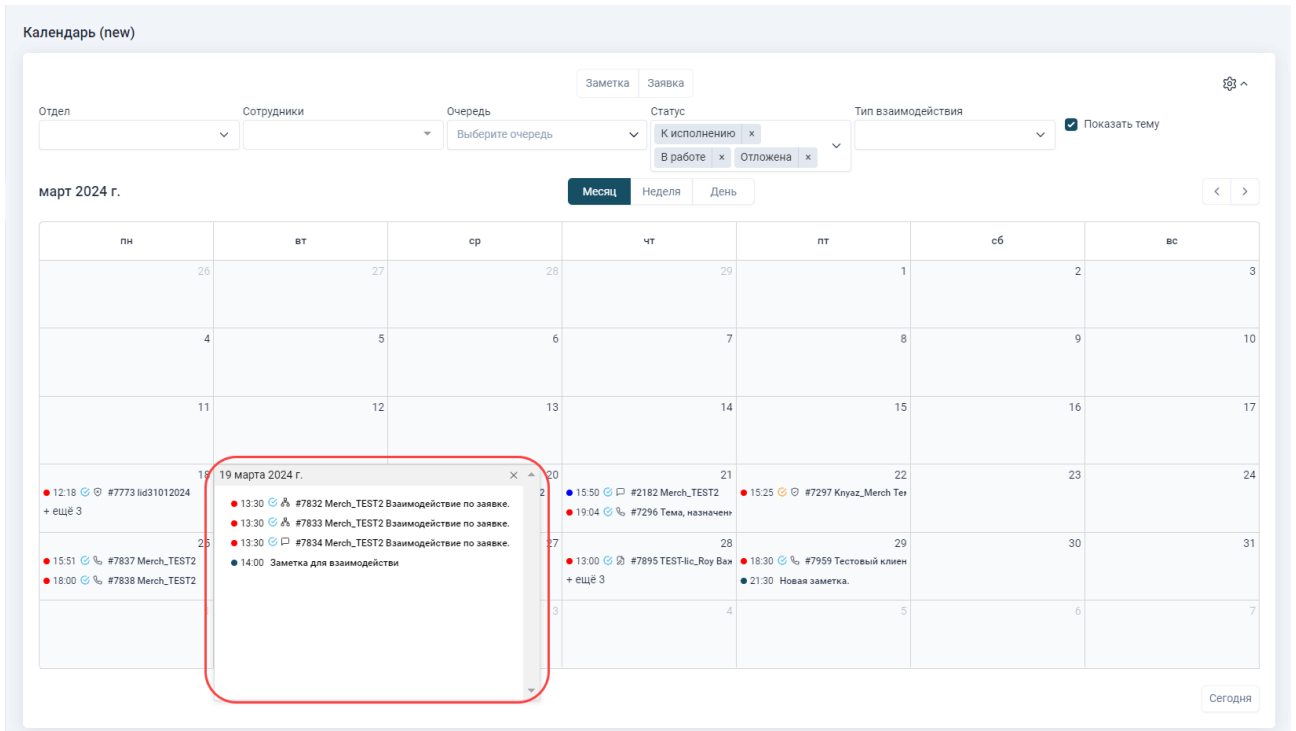 Календарь (new)
Заметка Заявка
Отдел Сотрудники Очередь Статус Тип взаимодействия
Показать тему
Выберите очередь К исполнению ×
В работе × Отложена ×
март 2024 г. Месяц Неделя День
пн вт ср чт пт сб вс
26 27 28 29 1 2 3
4 5 6 7 8 9 10
11 12 13 14 15 16 17
18 19 марта 2024 г. 20 21 22 23 24
12:18 #7773 lid31012024 2 15:50 #2182 Merch_TEST2 15:25 #7297 Knyaz_Merch
+ ещё 3 13:30 #7832 Merch_TEST2 Взаимодействие по заявке. 19:04 #7296 Тема,
13:30 #7833 Merch_TEST2 Взаимодействие по заявке.
25 13:30 #7834 Merch_TEST2 Взаимодействие по заявке. 27 28 29 30 31
15:51 #7837 Merch_TEST2 14:00 Заметка для взаимодействи 13:00 #7895 TEST-lic_Roy 18:30 #7959 Тестовый клиен
18:00 #7838 Merch_TEST2 + ещё 3 21:30 Новая заметка.
1 3 4 5 6 7
Сегодня